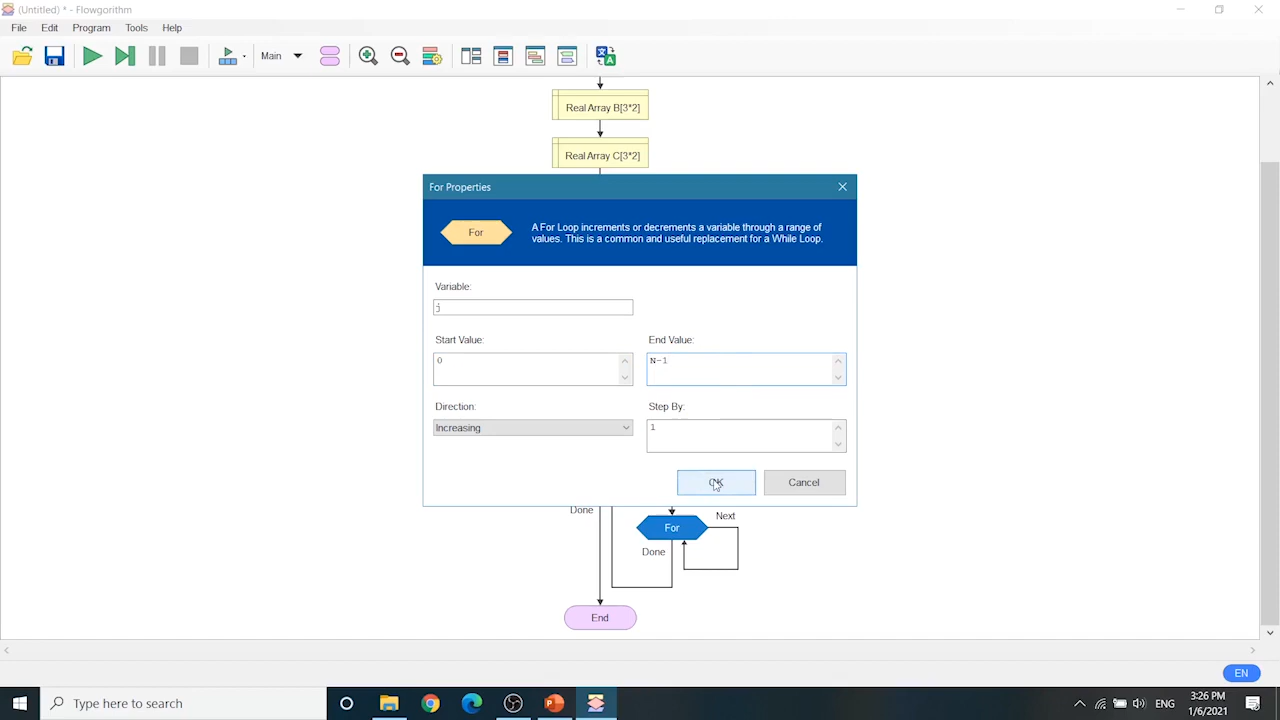 (Untitled) * - Flowgorithm
File Edit Program Tools Help
Main
Real Array B[3*2]
Real Array C[3*2]
For Properties
For
A For Loop increments or decrements a variable through a range of
values. This is a common and useful replacement for a While Loop.
Variable:
j
Start Value:
End Value:
0
N-1
Direction:
Step By:
Increasing
1
OK
Cancel
Done
Next
For
Done
End
EN
Type here to search
ENG
3:26 PM
1/6/2021